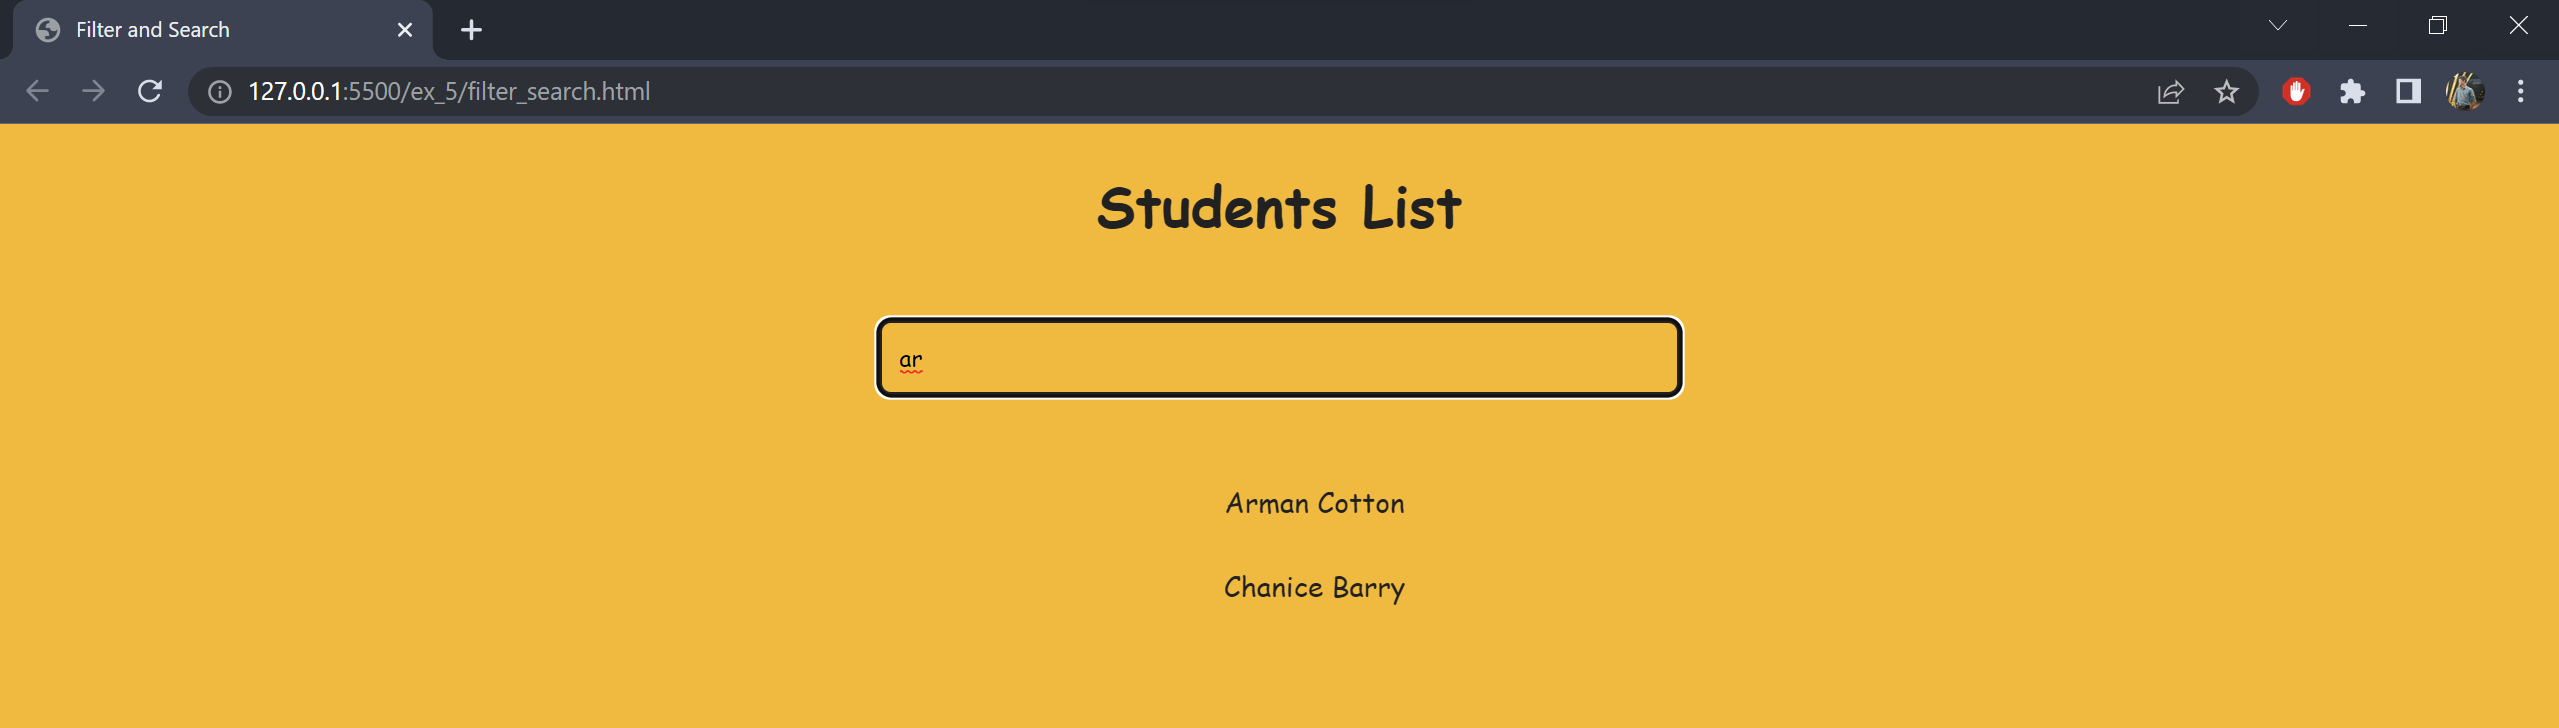 Filter and Search
127.0.0.1:5500/ex_5/filter_search.html
Students List
ar
Arman Cotton
Chanice Barry